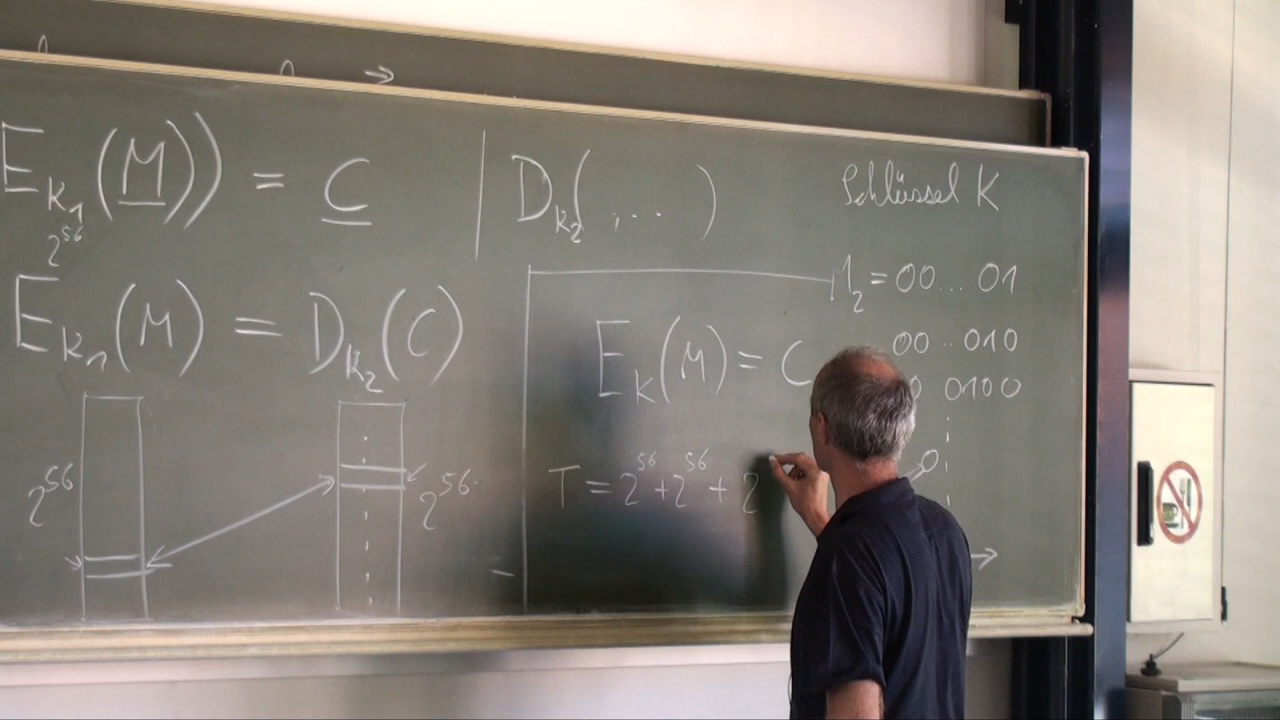 E_{K_1}(M)) = C | D_{K_2}( ,... )
2^{56}
E_{K_1}(M) = D_{K_2}(C)
2^{56}
2^{56}
Schlüssel K
M_2 = 00...01
00..010
0100
E_K(M) = C
T = 2^{56} + 2^{56} + 2